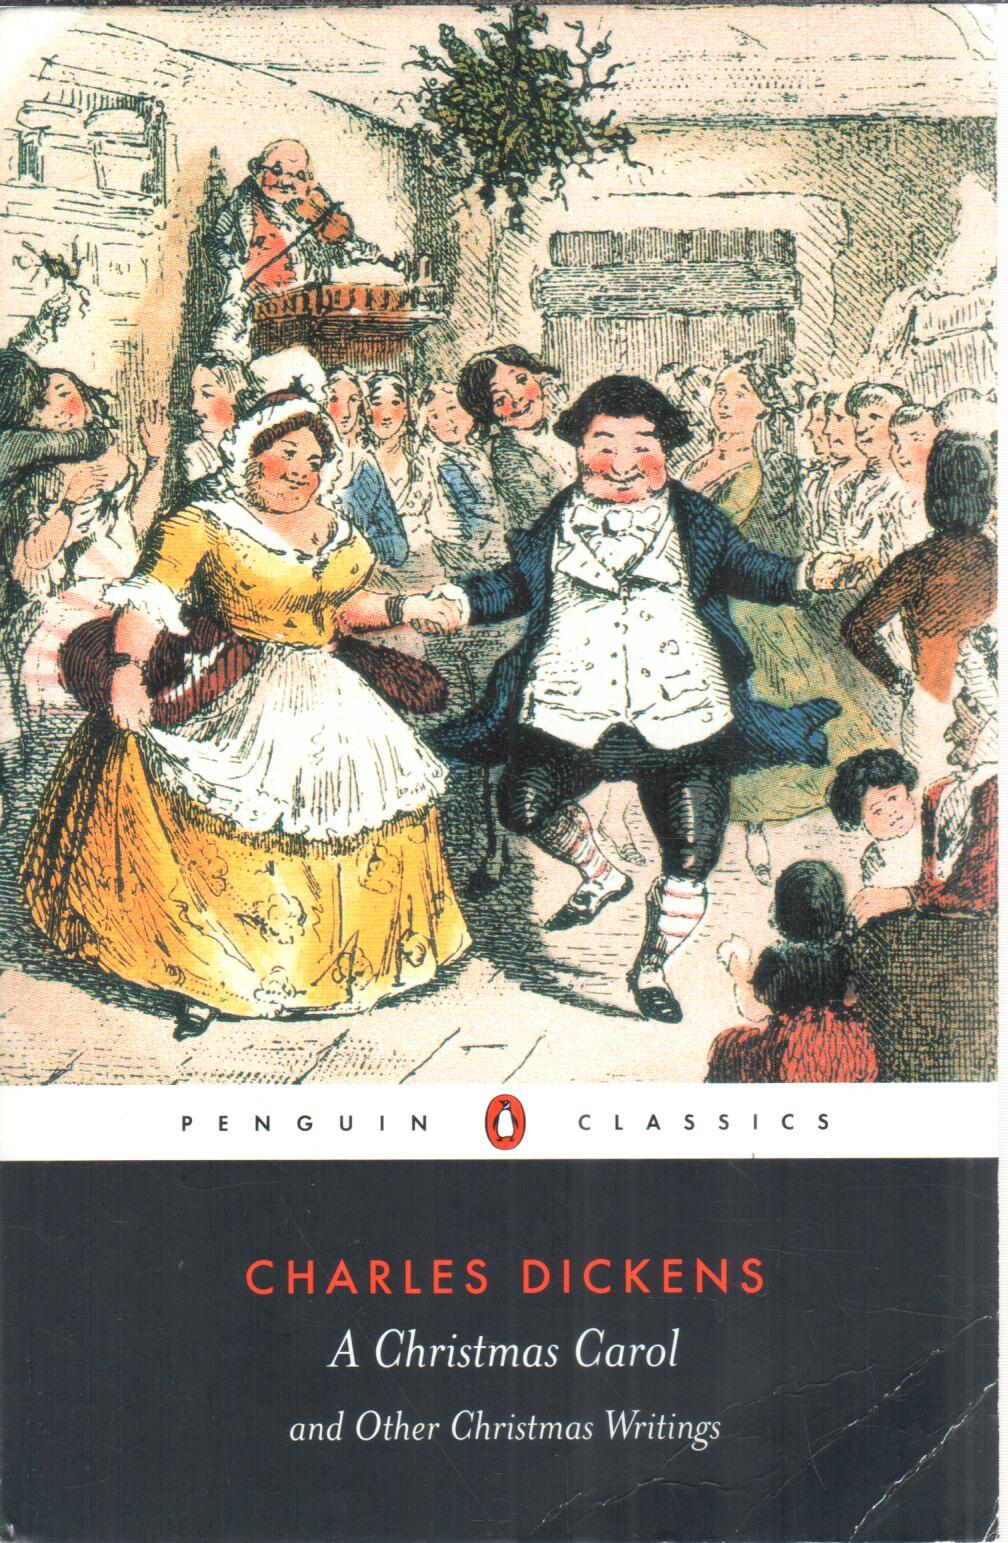 PENGUIN CLASSICS
CHARLES DICKENS
A Christmas Carol
and Other Christmas Writings